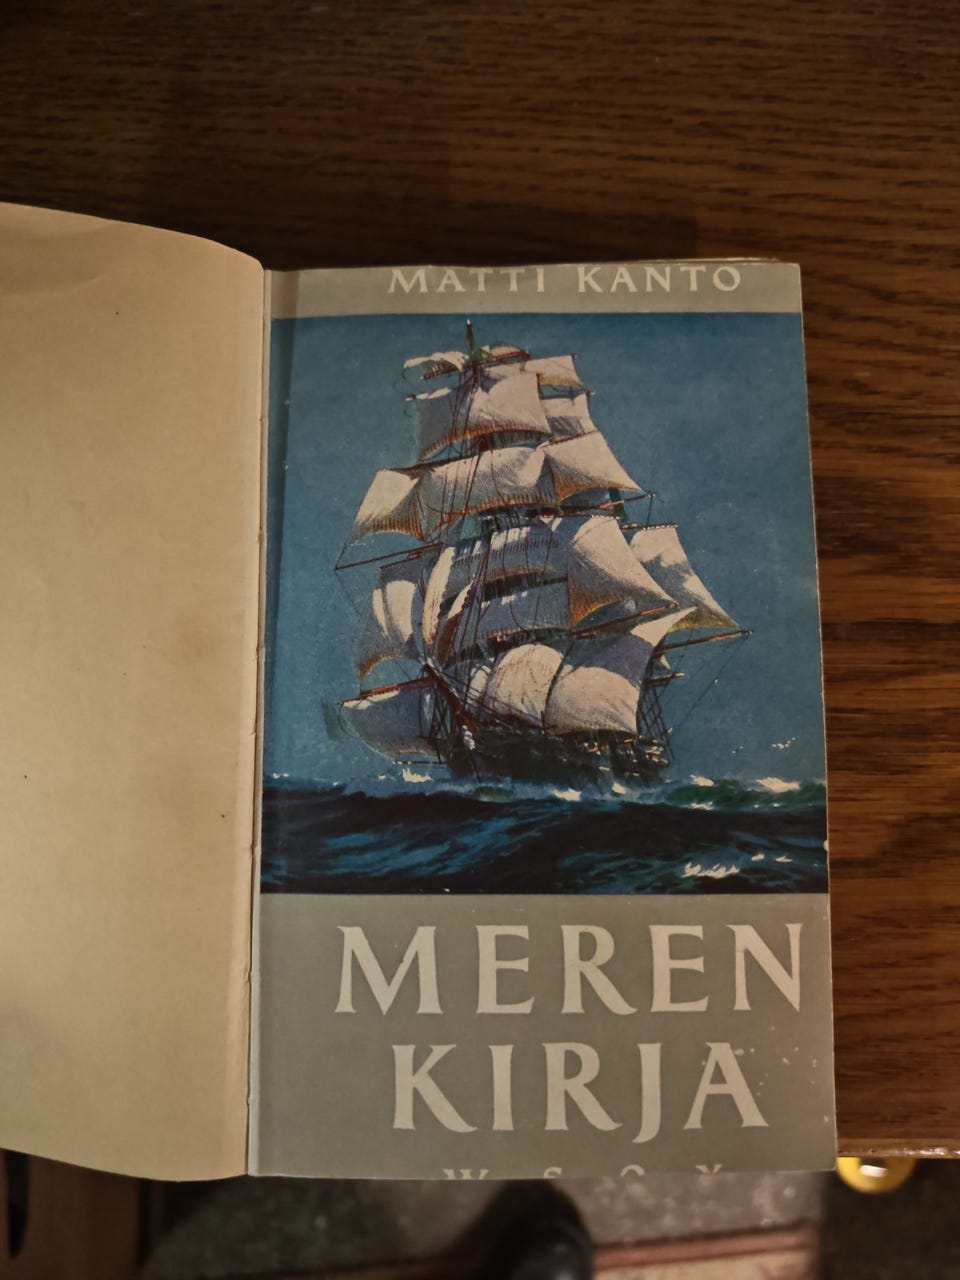 MATTI KANTO
MEREN
KIRJA
W S O Y